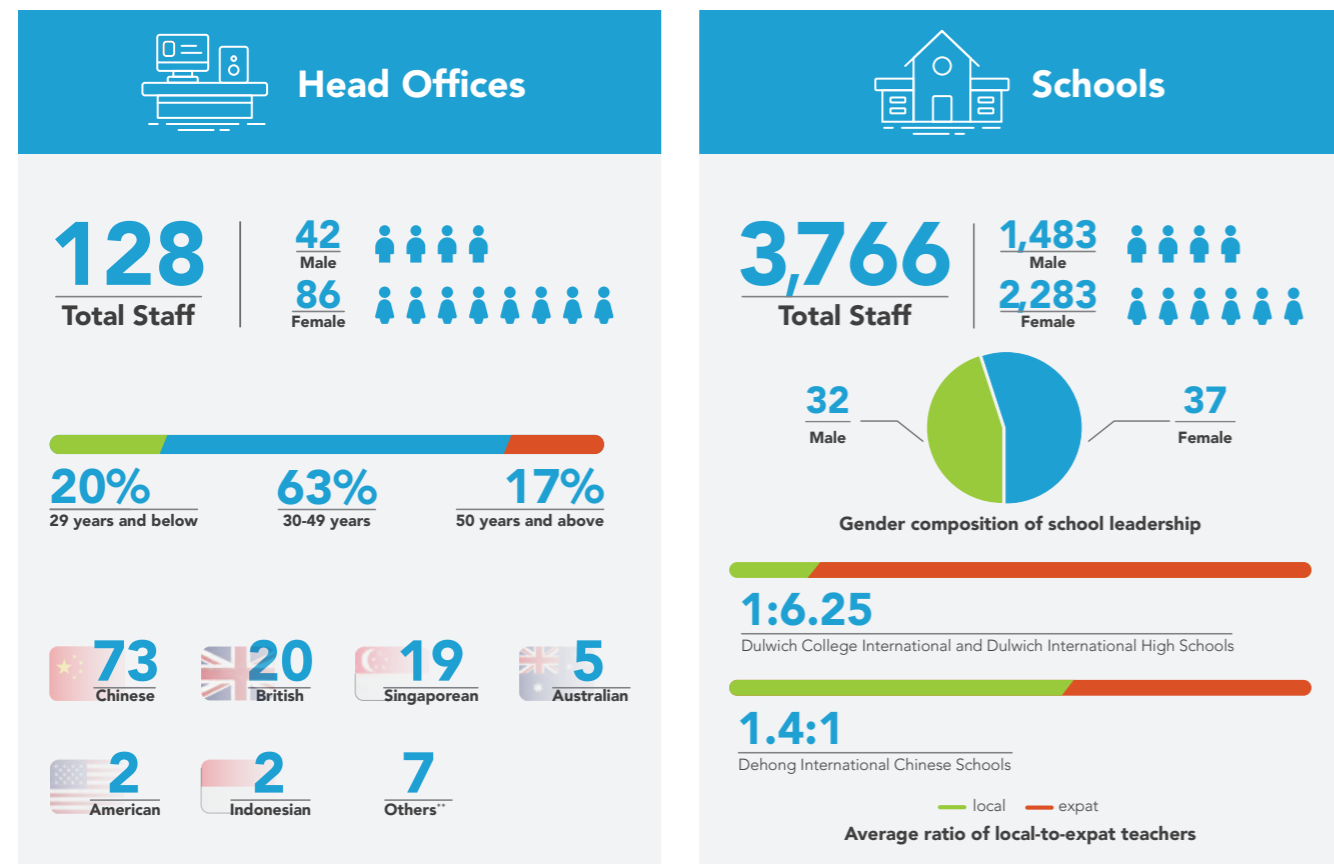 Head Offices
128
Total Staff
42
Male
86
Female
20%
29 years and below
63%
30-49 years
17%
50 years and above
73
Chinese
20
British
19
Singaporean
5
Australian
2
American
2
Indonesian
7
Others**
Schools
3,766
Total Staff
1,483
Male
2,283
Female
32
Male
37
Female
Gender composition of school leadership
1:6.25
Dulwich College International and Dulwich International High Schools
1.4:1
Dehong International Chinese Schools
local
expat
Average ratio of local-to-expat teachers